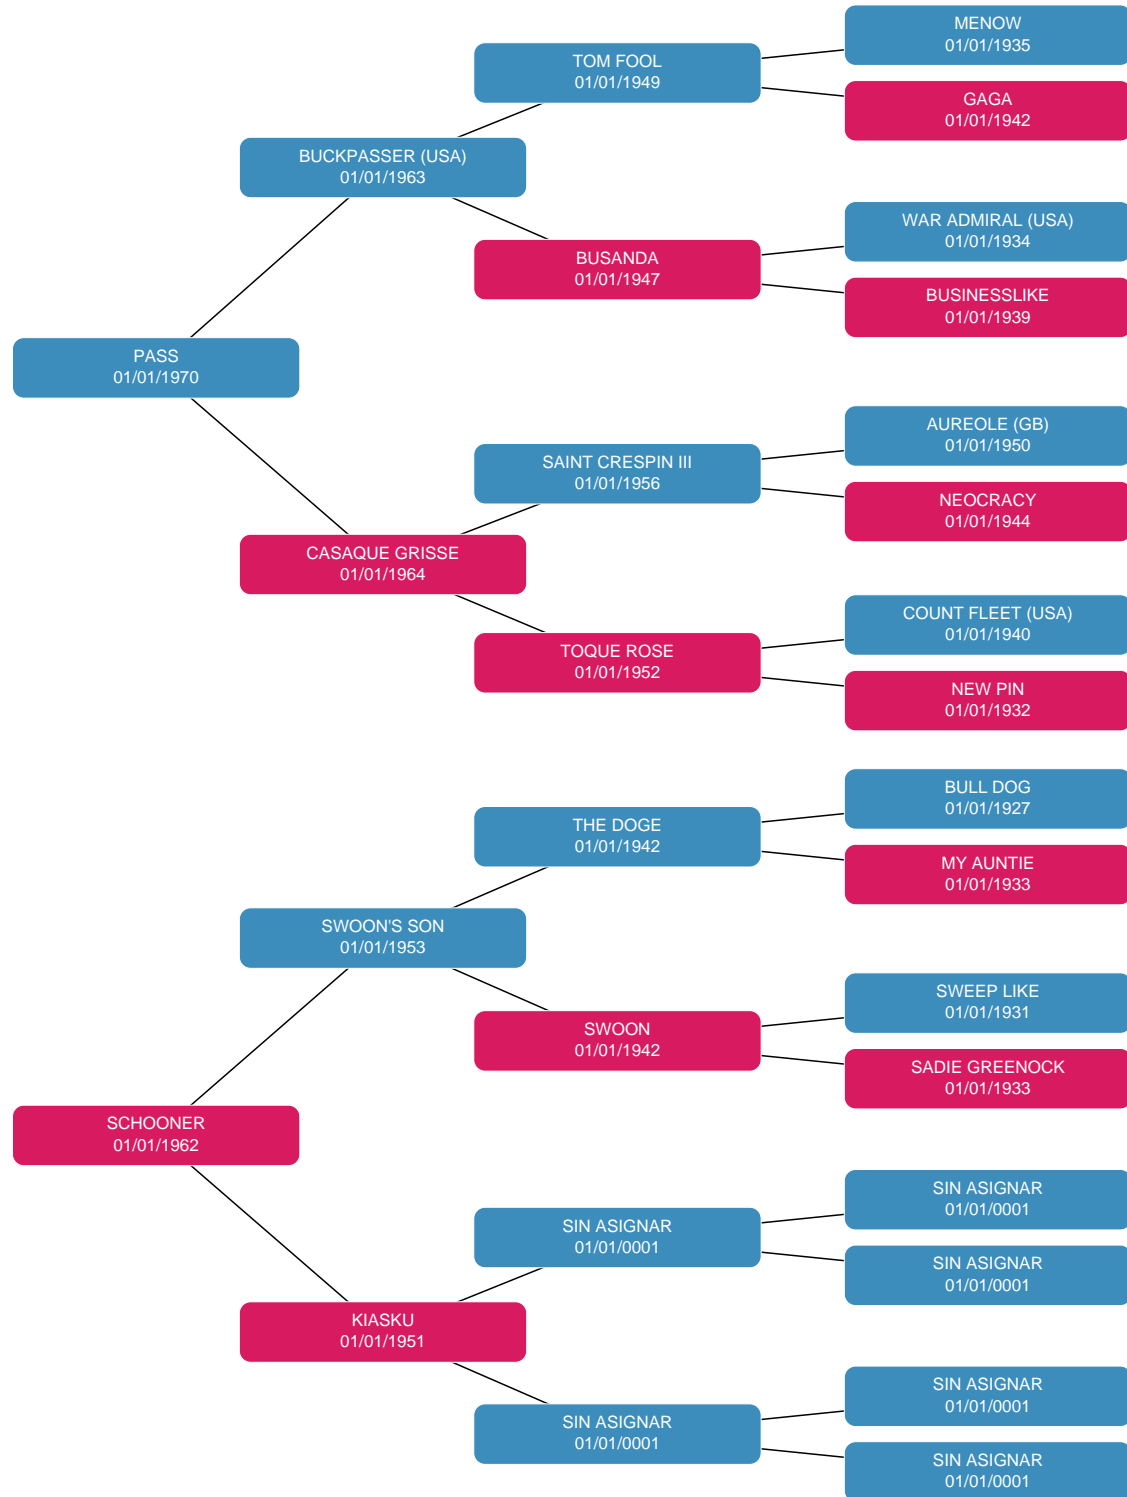 MENOW
01/01/1935
TOM FOOL
01/01/1949
GAGA
01/01/1942
BUCKPASSER (USA)
01/01/1963
WAR ADMIRAL (USA)
01/01/1934
BUSANDA
01/01/1947
BUSINESSLIKE
01/01/1939
PASS
01/01/1970
AUREOLE (GB)
01/01/1950
SAINT CRESPIN III
01/01/1956
NEOCRACY
01/01/1944
CASAQUE GRISSE
01/01/1964
COUNT FLEET (USA)
01/01/1940
TOQUE ROSE
01/01/1952
NEW PIN
01/01/1932
BULL DOG
01/01/1927
THE DOGE
01/01/1942
MY AUNTIE
01/01/1933
SWOON'S SON
01/01/1953
SWEEP LIKE
01/01/1931
SWOON
01/01/1942
SADIE GREENOCK
01/01/1933
SCHOONER
01/01/1962
SIN ASIGNAR
01/01/0001
SIN ASIGNAR
01/01/0001
SIN ASIGNAR
01/01/0001
KIASKU
01/01/1951
SIN ASIGNAR
01/01/0001
SIN ASIGNAR
01/01/0001
SIN ASIGNAR
01/01/0001